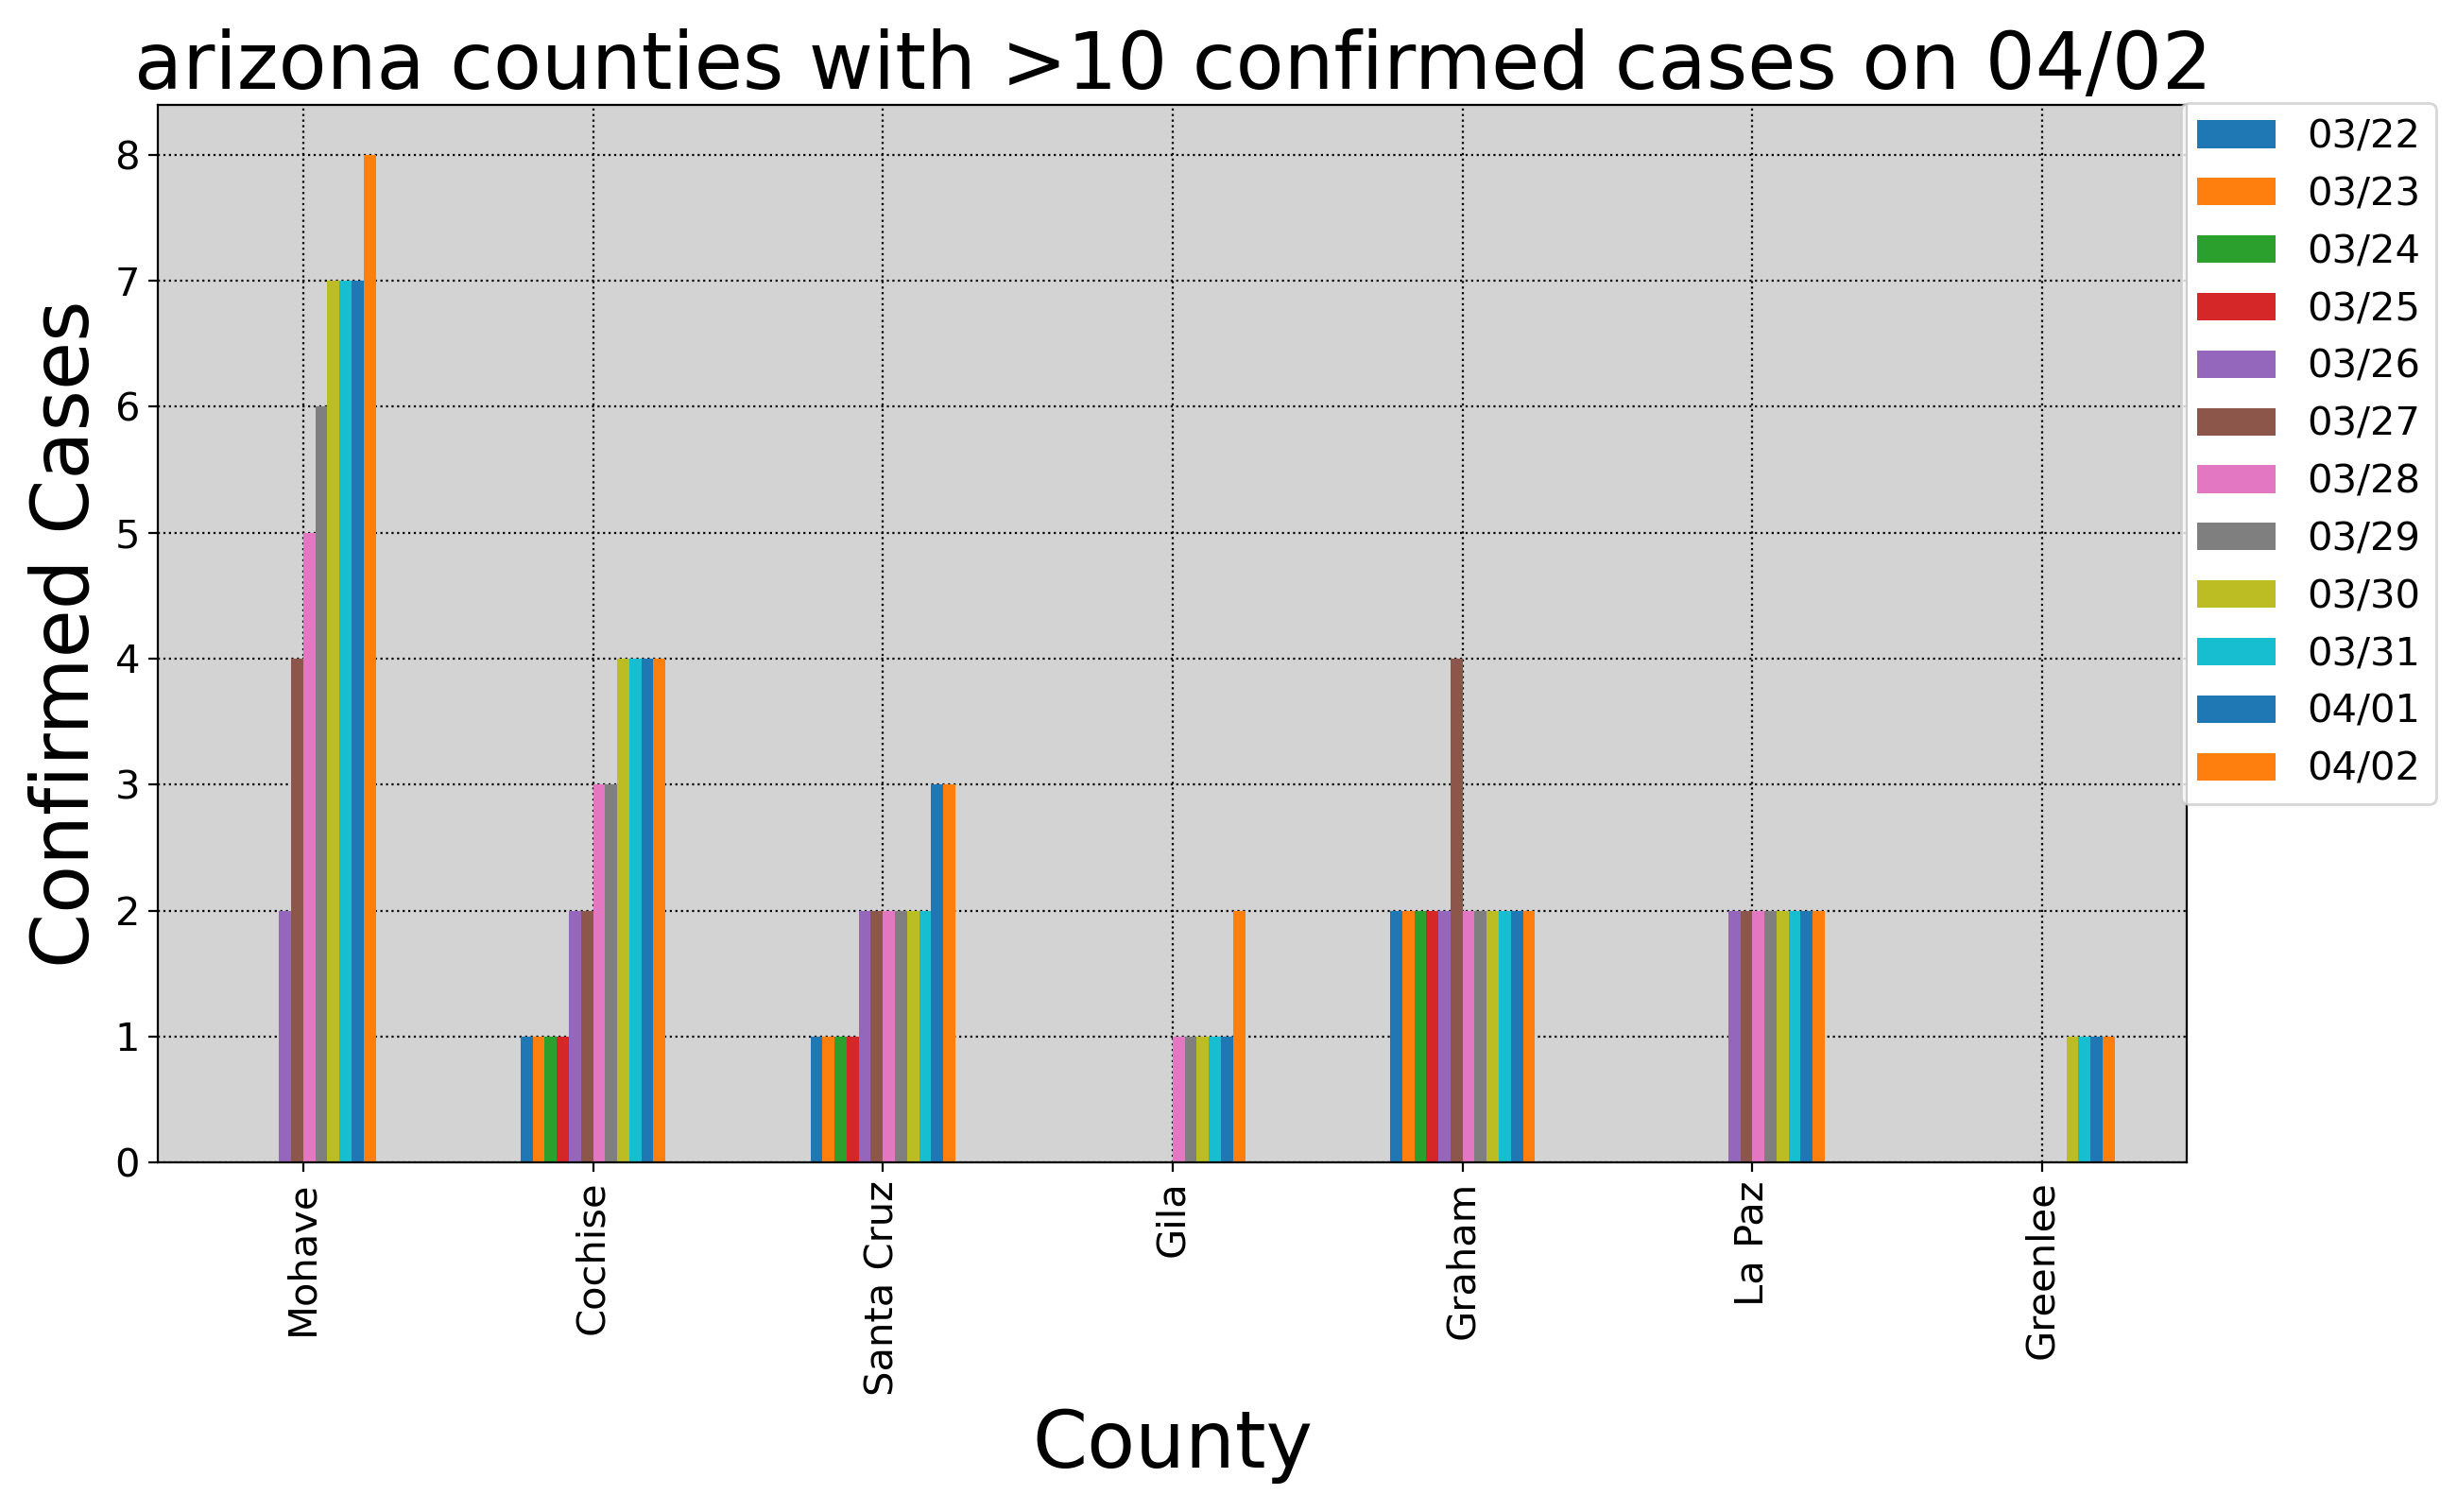 arizona counties with >10 confirmed cases on 04/02
Confirmed Cases
8
7
6
5
4
3
2
1
0
Mohave
Cochise
Santa Cruz
Gila
Graham
La Paz
Greenlee
County
03/22
03/23
03/24
03/25
03/26
03/27
03/28
03/29
03/30
03/31
04/01
04/02